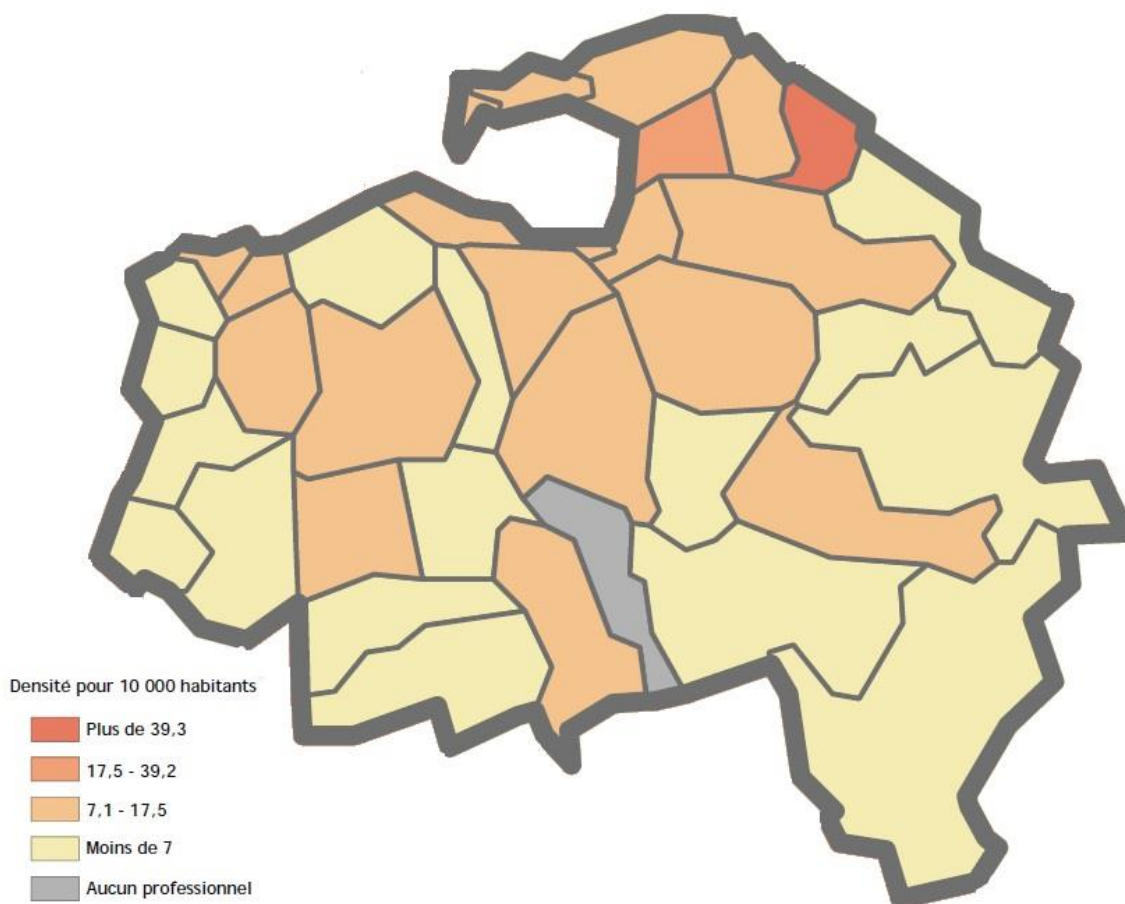 Densité pour 10 000 habitants
Plus de 39,3
17,5 - 39,2
7,1 - 17,5
Moins de 7
Aucun professionnel